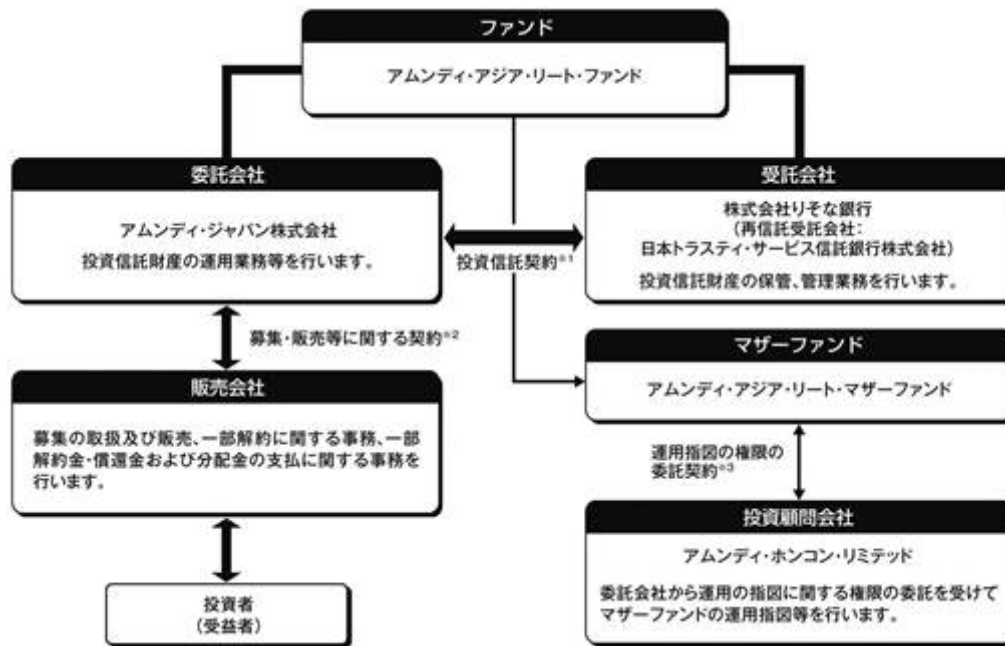 ファンド
アムンディ・アジア・リート・ファンド
委託会社
アムンディ・ジャパン株式会社
投資信託財産の運用業務等を行います。
投資信託契約※1
受託会社
株式会社りそな銀行
(再信託受託会社:
日本トラスティ・サービス信託銀行株式会社)
投資信託財産の保管、管理業務を行います。
募集・販売等に関する契約※2
販売会社
募集の取扱及び販売、一部解約に関する事務、一部
解約金・償還金および分配金の支払に関する事務を
行います。
投資者
(受益者)
マザーファンド
アムンディ・アジア・リート・マザーファンド
運用指図の権限の
委託契約※3
投資顧問会社
アムンディ・ホンコン・リミテッド
委託会社から運用の指図に関する権限の委託を受けて
マザーファンドの運用指図等を行います。